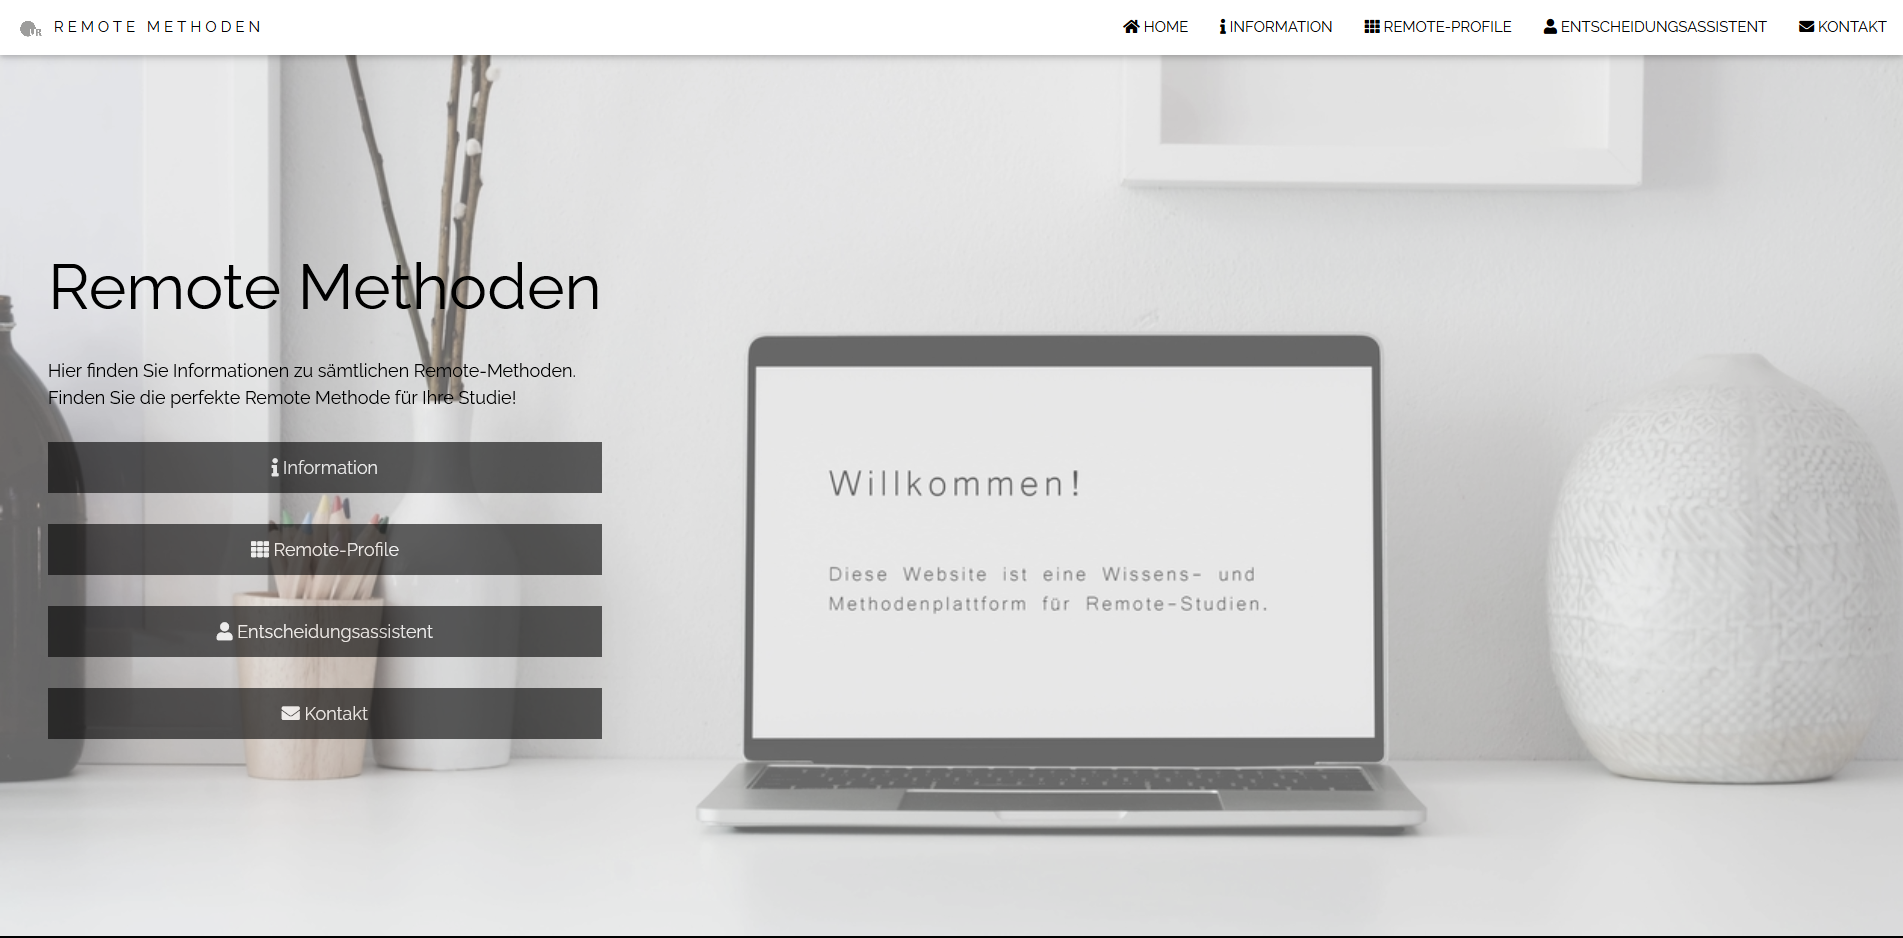 REMOTE METHODEN
HOME INFORMATION REMOTE-PROFILE ENTSCHEIDUNGSASSISTENT KONTAKT
Remote Methoden
Hier finden Sie Informationen zu sämtlichen Remote-Methoden.
Finden Sie die perfekte Remote Methode für Ihre Studie!
Information
Remote-Profile
Entscheidungsassistent
Kontakt
Willkommen!
Diese Website ist eine Wissens- und
Methodenplattform für Remote-Studien.